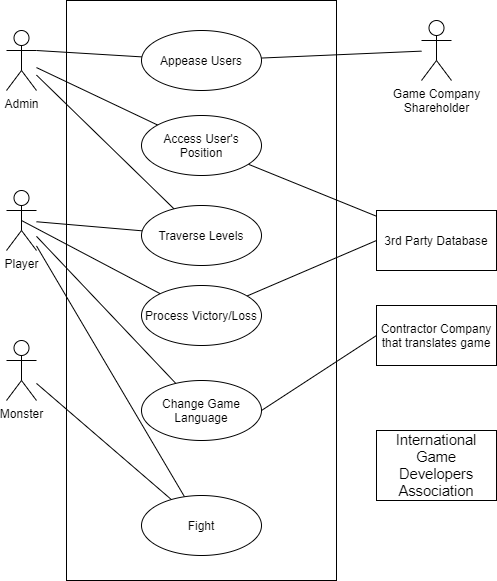 Appease Users
Admin
Game Company
Shareholder
Access User's
Position
Traverse Levels
3rd Party Database
Player
Process Victory/Loss
Contractor Company
that translates game
Change Game
Language
Monster
International
Game
Developers
Association
Fight